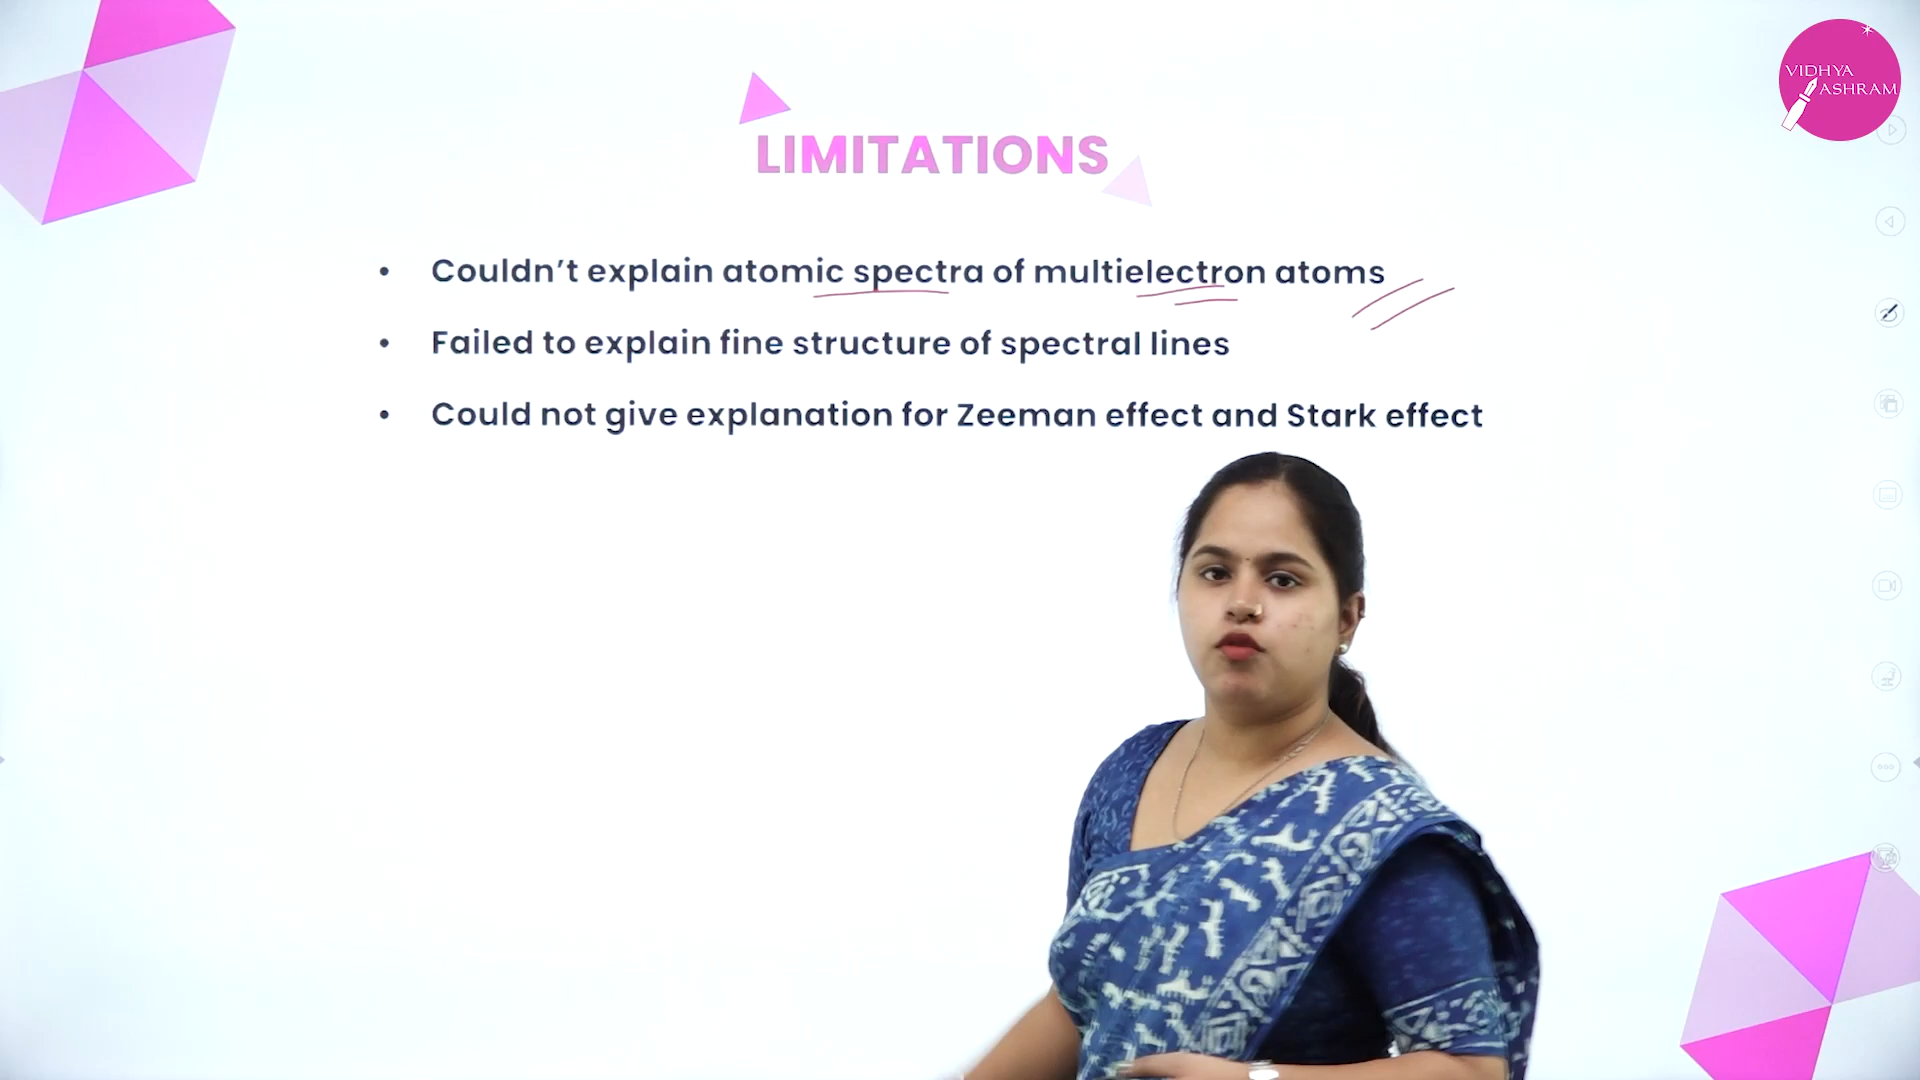 VIDHYA
ASHRAM
LIMITATIONS
• Couldn’t explain atomic spectra of multielectron atoms
• Failed to explain fine structure of spectral lines
• Could not give explanation for Zeeman effect and Stark effect